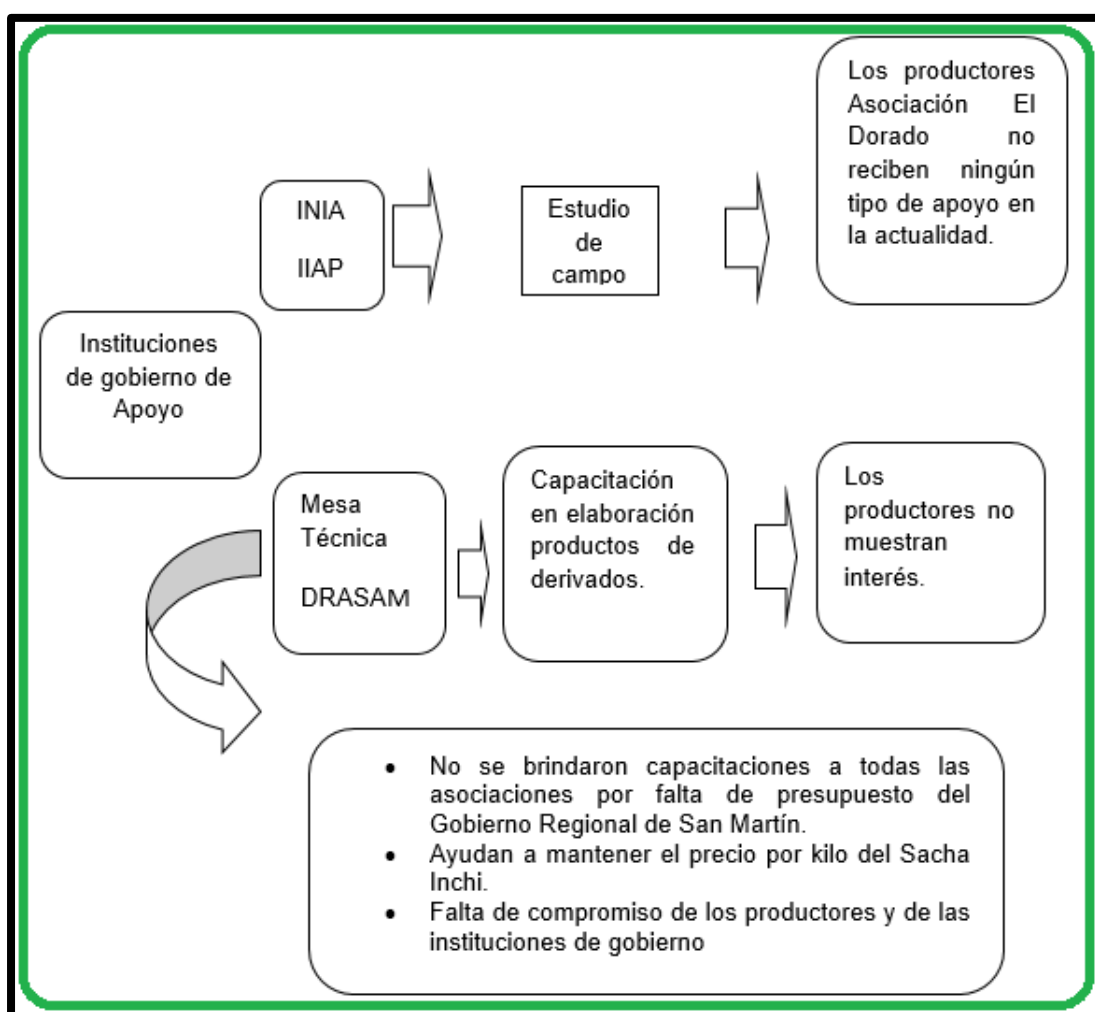 Los productores
Asociación El
Dorado no
reciben ningún
tipo de apoyo en
la actualidad.
INIA
IIAP
Estudio
de
campo
Instituciones
de gobierno de
Apoyo
Mesa
Técnica
DRASAM
Capacitación
en elaboración
productos de
derivados.
Los
productores no
muestran
interés.
• No se brindaron capacitaciones a todas las
asociaciones por falta de presupuesto del
Gobierno Regional de San Martín.
• Ayudan a mantener el precio por kilo del Sacha
Inchi.
• Falta de compromiso de los productores y de las
instituciones de gobierno